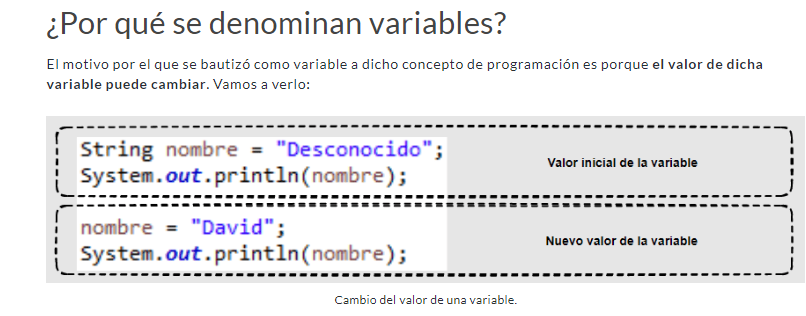 ¿Por qué se denominan variables?
El motivo por el que se bautizó como variable a dicho concepto de programación es porque el valor de dicha
variable puede cambiar. Vamos a verlo:
String nombre = "Desconocido";
System.out.println(nombre);
Valor inicial de la variable
nombre = "David";
System.out.println(nombre);
Nuevo valor de la variable
Cambio del valor de una variable.